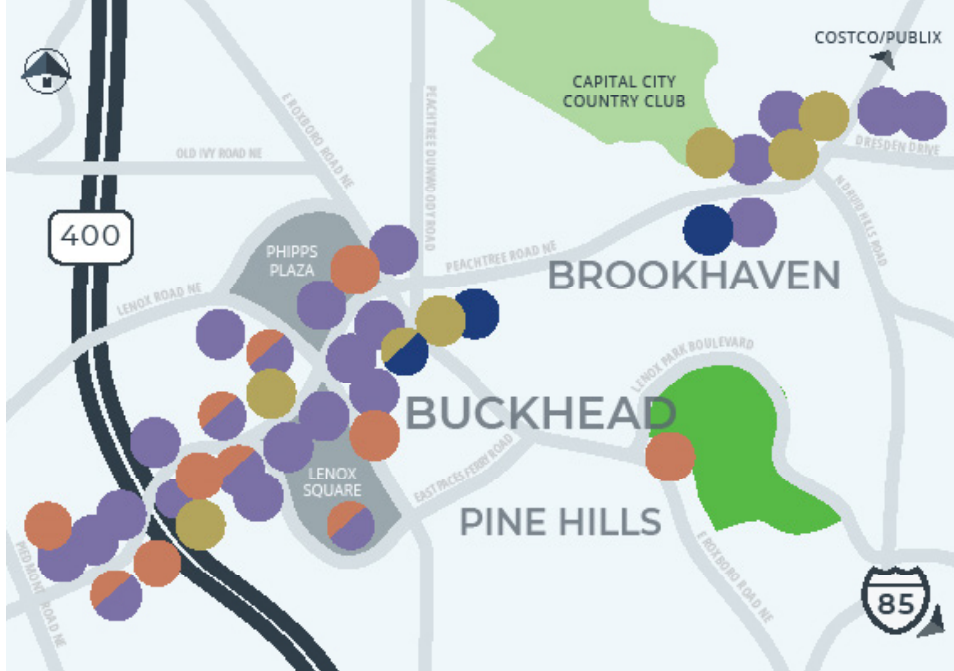 COSTCO/PUBLIX
CAPITAL CITY
COUNTRY CLUB
N
E ROXBORO ROAD NE
PEACHTREE DUNWOODY ROAD
OLD IVY ROAD NE
DRESDEN DRIVE
N DRUID HILLS ROAD
400
PHIPPS
PLAZA
PEACHTREE ROAD NE
BROOKHAVEN
LENOX ROAD NE
LENOX PARK BOULEVARD
BUCKHEAD
LENOX
SQUARE
EAST PACES FERRY ROAD
PINE HILLS
PIEDMONT ROAD NE
E ROXBORO ROAD NE
85